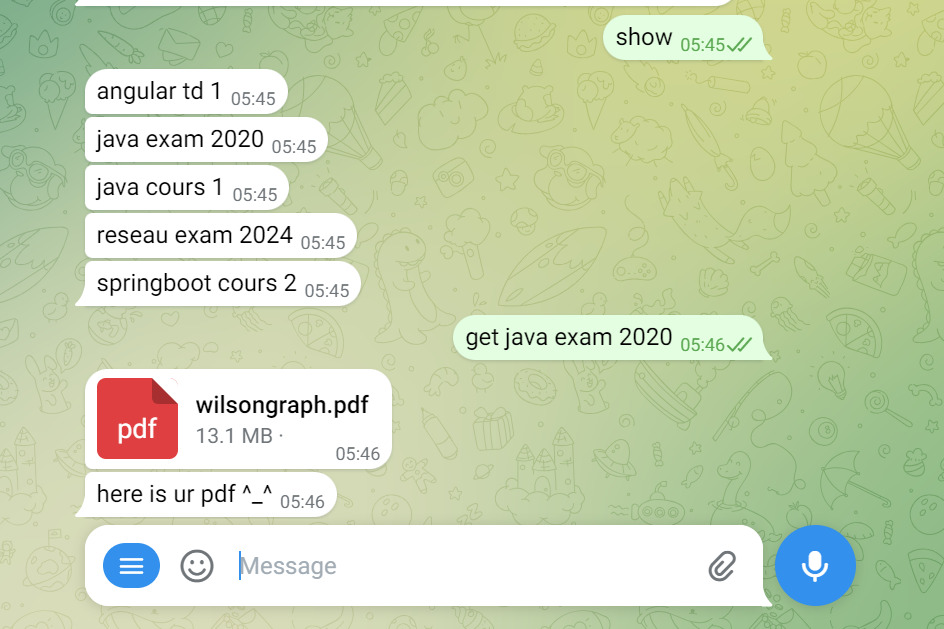 show 05:45
angular td 1 05:45
java exam 2020 05:45
java cours 1 05:45
reseau exam 2024 05:45
springboot cours 2 05:45
get java exam 2020 05:46
pdf
wilsongraph.pdf
13.1 MB ·
05:46
here is ur pdf ^_^ 05:46
Message